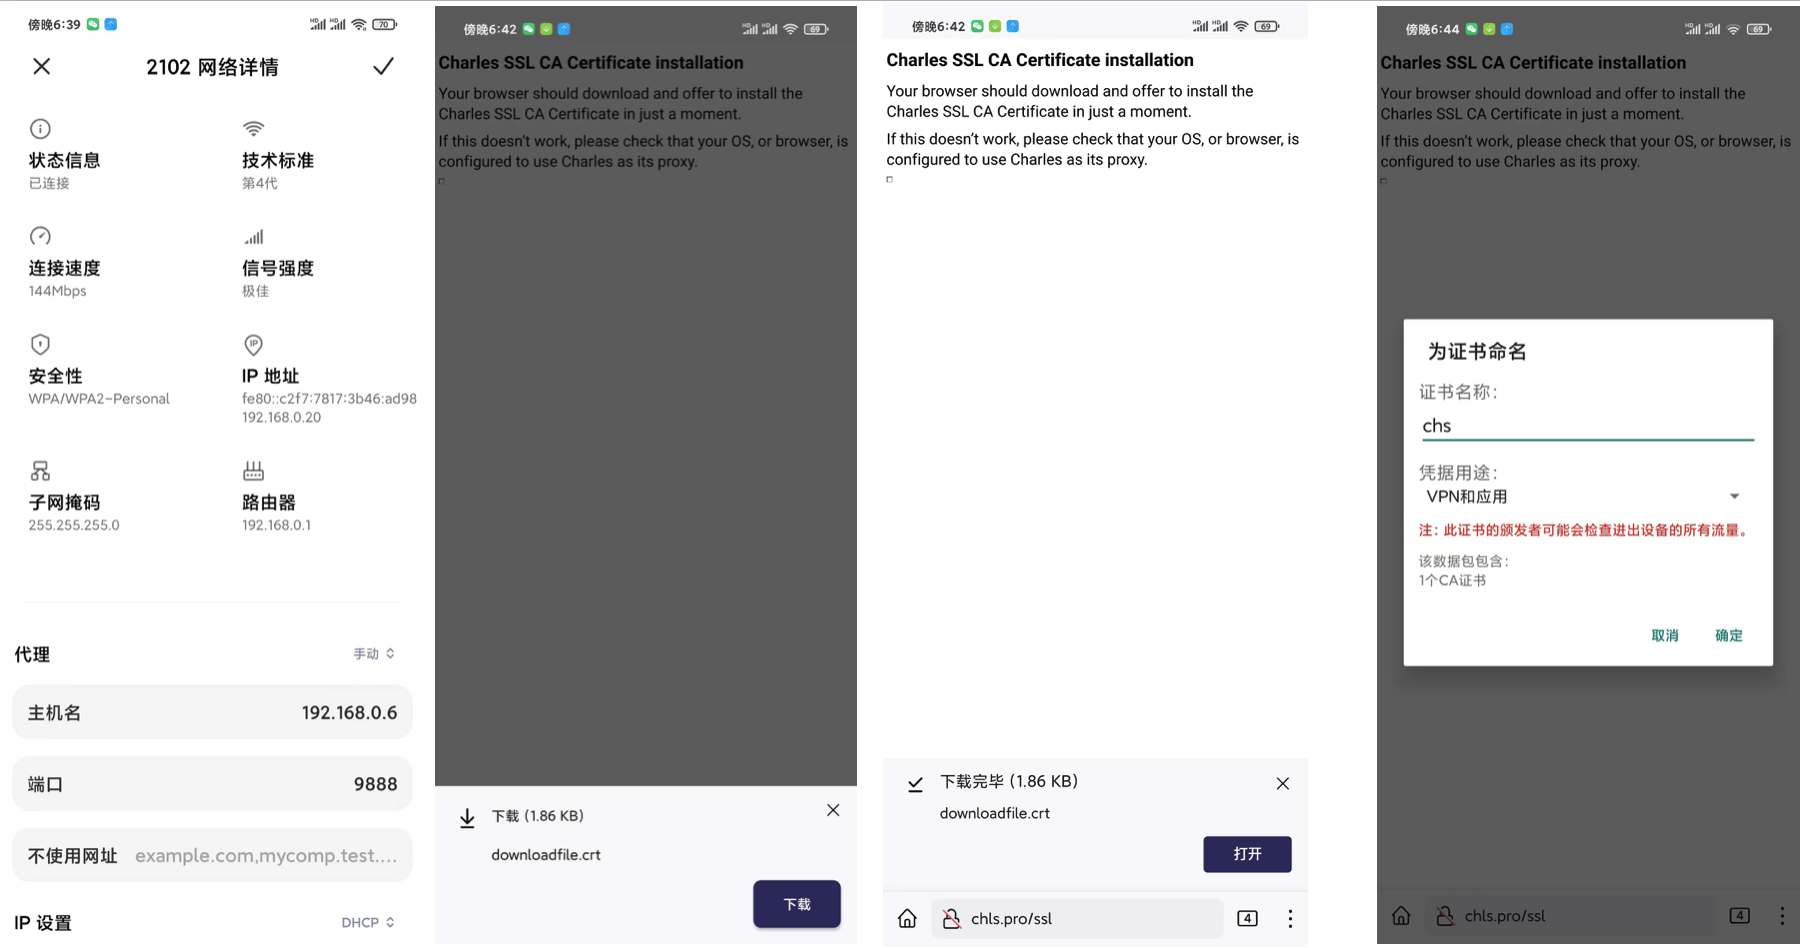 傍晚6:39
70
2102 网络详情
状态信息
已连接
技术标准
第4代
连接速度
144Mbps
信号强度
极佳
安全性
WPA/WPA2-Personal
IP 地址
fe80::c2f7:7817:3b46:ad98
192.168.0.20
子网掩码
255.255.255.0
路由器
192.168.0.1
代理
手动
主机名
192.168.0.6
端口
9888
不使用网址
example.com,mycomp.test....
IP 设置
DHCP
傍晚6:42
69
Charles SSL CA Certificate installation
Your browser should download and offer to install the
Charles SSL CA Certificate in just a moment.
If this doesn't work, please check that your OS, or browser, is
configured to use Charles as its proxy.
下载 (1.86 KB)
downloadfile.crt
下载
傍晚6:42
69
Charles SSL CA Certificate installation
Your browser should download and offer to install the
Charles SSL CA Certificate in just a moment.
If this doesn't work, please check that your OS, or browser, is
configured to use Charles as its proxy.
下载完毕 (1.86 KB)
downloadfile.crt
打开
chls.pro/ssl
4
傍晚6:44
69
Charles SSL CA Certificate installation
Your browser should download and offer to install the
Charles SSL CA Certificate in just a moment.
If this doesn't work, please check that your OS, or browser, is
configured to use Charles as its proxy.
为证书命名
证书名称:
chs
凭据用途:
VPN和应用
注: 此证书的颁发者可能会检查进出设备的所有流量。
该数据包包含:
1个CA证书
取消
确定
chls.pro/ssl
4